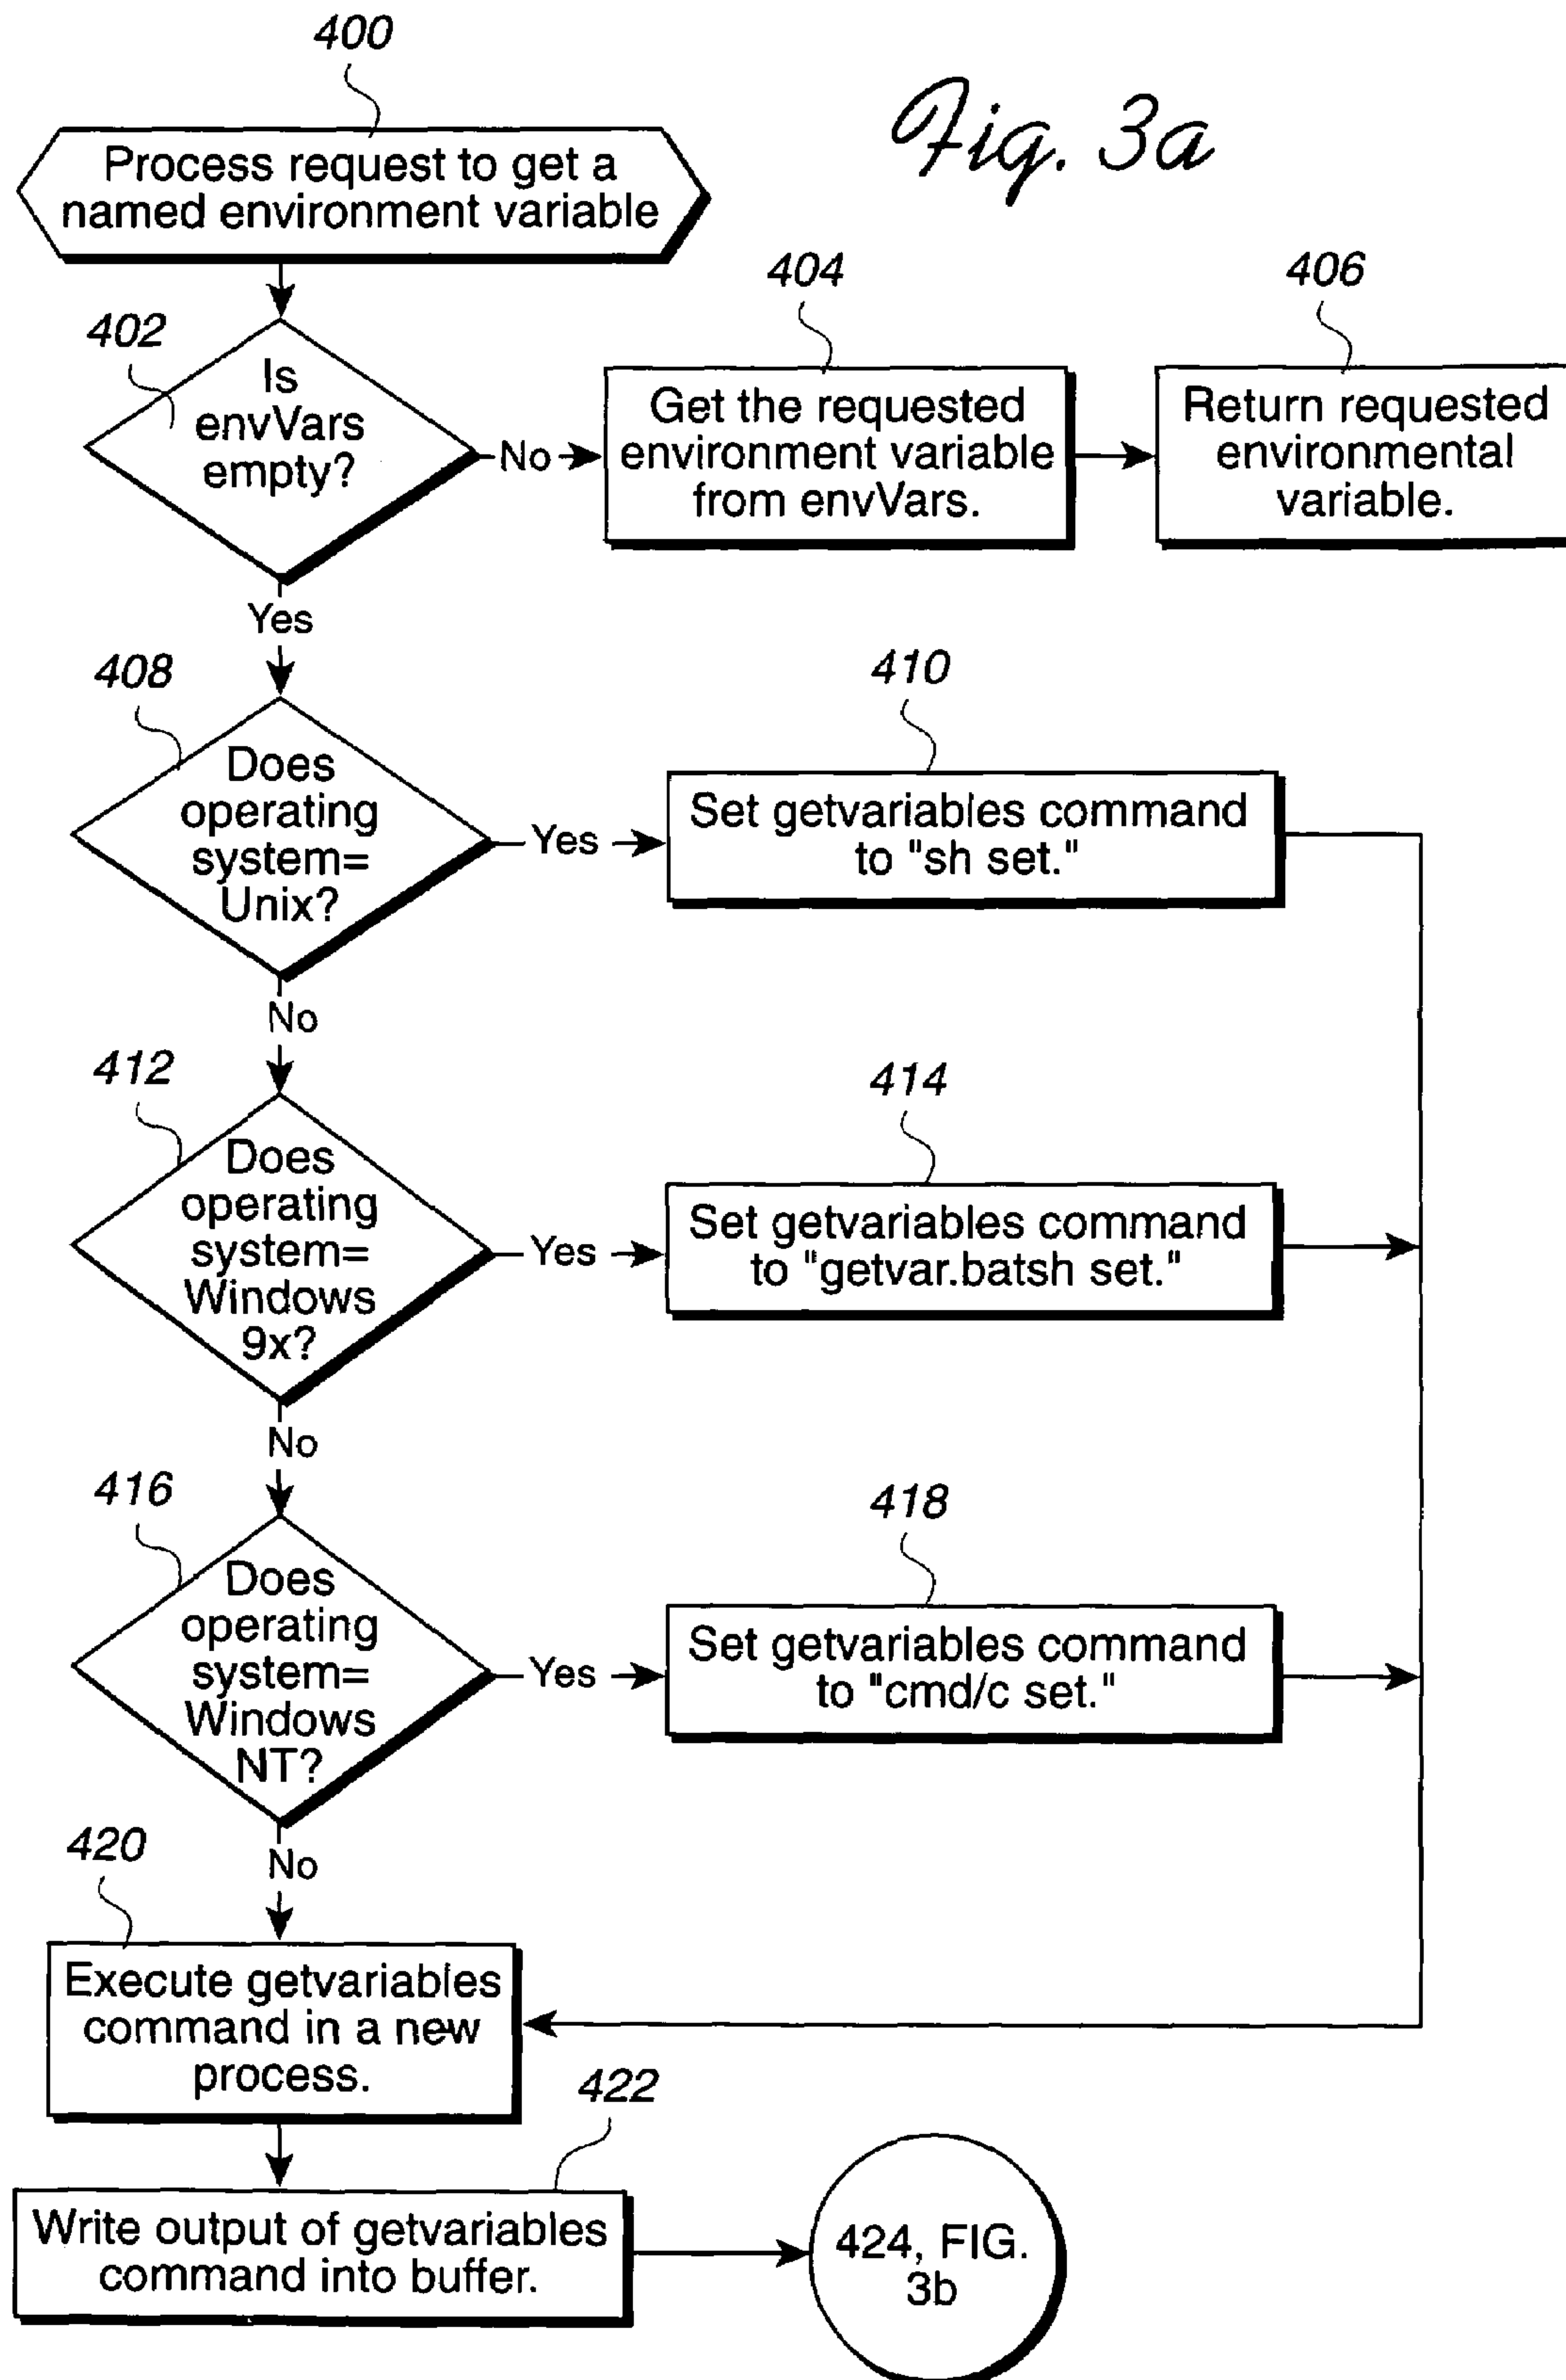 400
Fig. 3a
Process request to get a
named environment variable
402
404
406
Is
envVars
empty?
No
Get the requested
environment variable
from envVars.
Return requested
environmental
variable.
Yes
408
410
Does
operating
system=
Unix?
Yes
Set getvariables command
to "sh set."
No
412
414
Does
operating
system=
Windows
9x?
Yes
Set getvariables command
to "getvar.batsh set."
No
416
418
Does
operating
system=
Windows
NT?
Yes
Set getvariables command
to "cmd/c set."
No
420
Execute getvariables
command in a new
process.
422
Write output of getvariables
command into buffer.
424, FIG.
3b